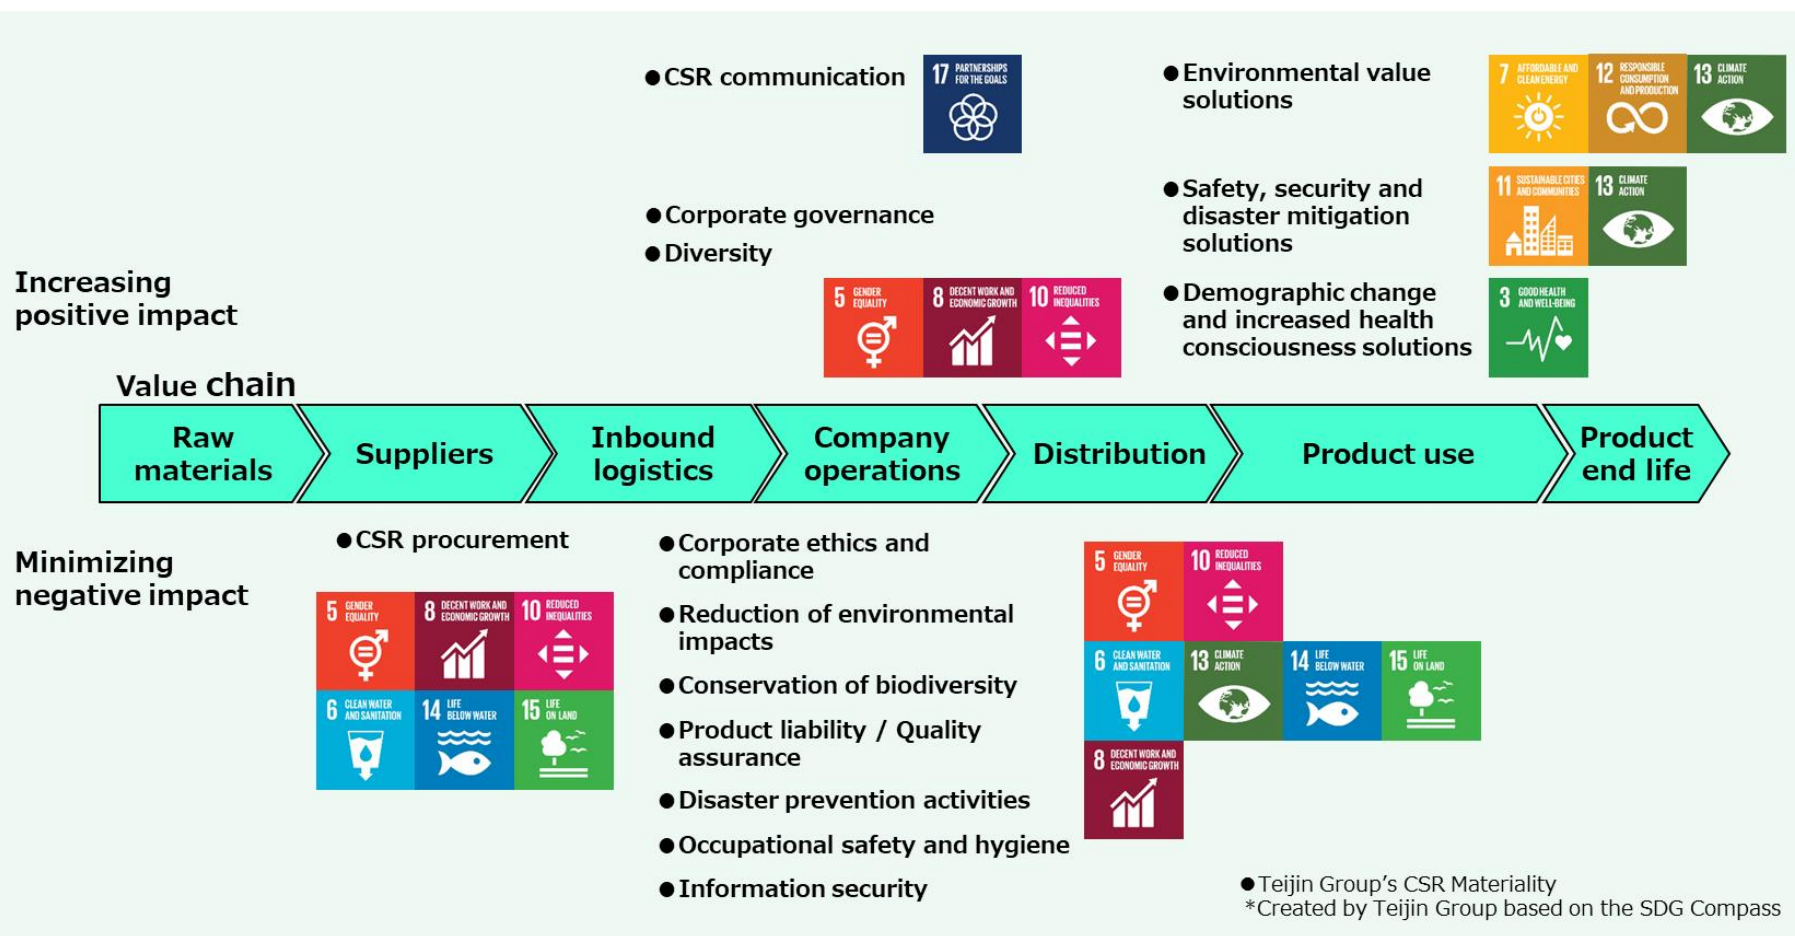 ●CSR communication
17 PARTNERSHIPS
FOR THE GOALS
●Environmental value
solutions
7 AFFORDABLE AND
CLEAN ENERGY
12 RESPONSIBLE
CONSUMPTION
AND PRODUCTION
13 CLIMATE
ACTION
●Corporate governance
●Diversity
5 GENDER
EQUALITY
8 DECENT WORK AND
ECONOMIC GROWTH
10 REDUCED
INEQUALITIES
●Safety, security and
disaster mitigation
solutions
11 SUSTAINABLE CITIES
AND COMMUNITIES
13 CLIMATE
ACTION
●Demographic change
and increased health
consciousness solutions
3 GOOD HEALTH
AND WELL-BEING
Increasing
positive impact
Value chain
Raw
materials
Suppliers
Inbound
logistics
Company
operations
Distribution
Product use
Product
end life
Minimizing
negative impact
●CSR procurement
5 GENDER
EQUALITY
8 DECENT WORK AND
ECONOMIC GROWTH
10 REDUCED
INEQUALITIES
6 CLEAN WATER
AND SANITATION
14 LIFE
BELOW WATER
15 LIFE
ON LAND
●Corporate ethics and
compliance
●Reduction of environmental
impacts
●Conservation of biodiversity
●Product liability / Quality
assurance
●Disaster prevention activities
●Occupational safety and hygiene
●Information security
5 GENDER
EQUALITY
10 REDUCED
INEQUALITIES
6 CLEAN WATER
AND SANITATION
13 CLIMATE
ACTION
14 LIFE
BELOW WATER
15 LIFE
ON LAND
8 DECENT WORK AND
ECONOMIC GROWTH
●Teijin Group's CSR Materiality
*Created by Teijin Group based on the SDG Compass